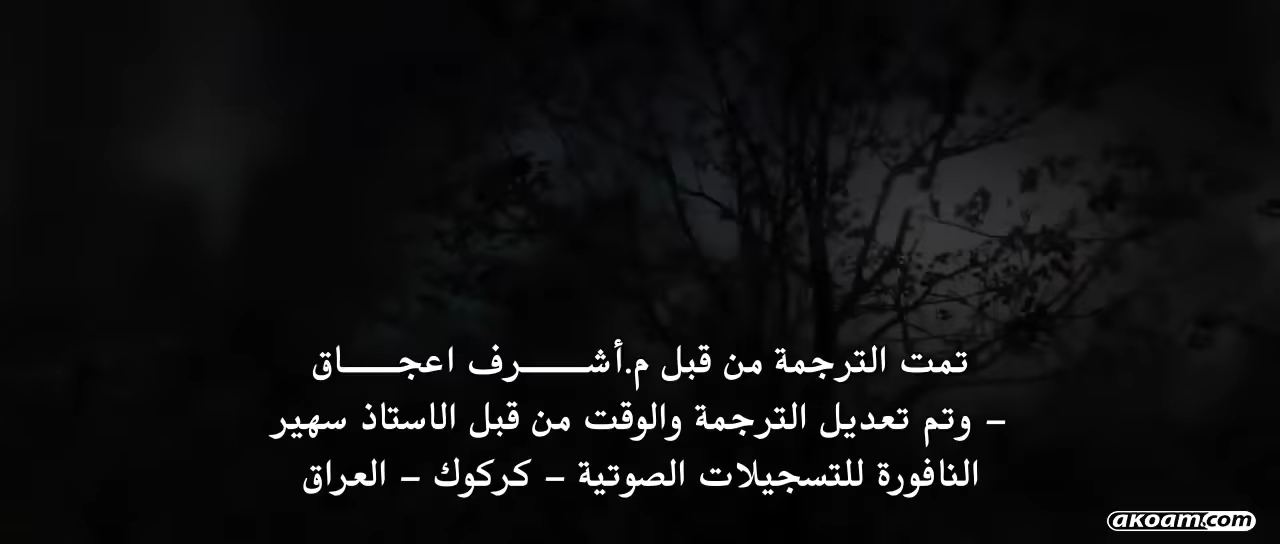 تمت الترجمة من قبل م.أشـــــرف اعجـــــاق
– وتم تعديل الترجمة والوقت من قبل الاستاذ سهير
النافورة للتسجيلات الصوتية – كركوك – العراق
akoam.com